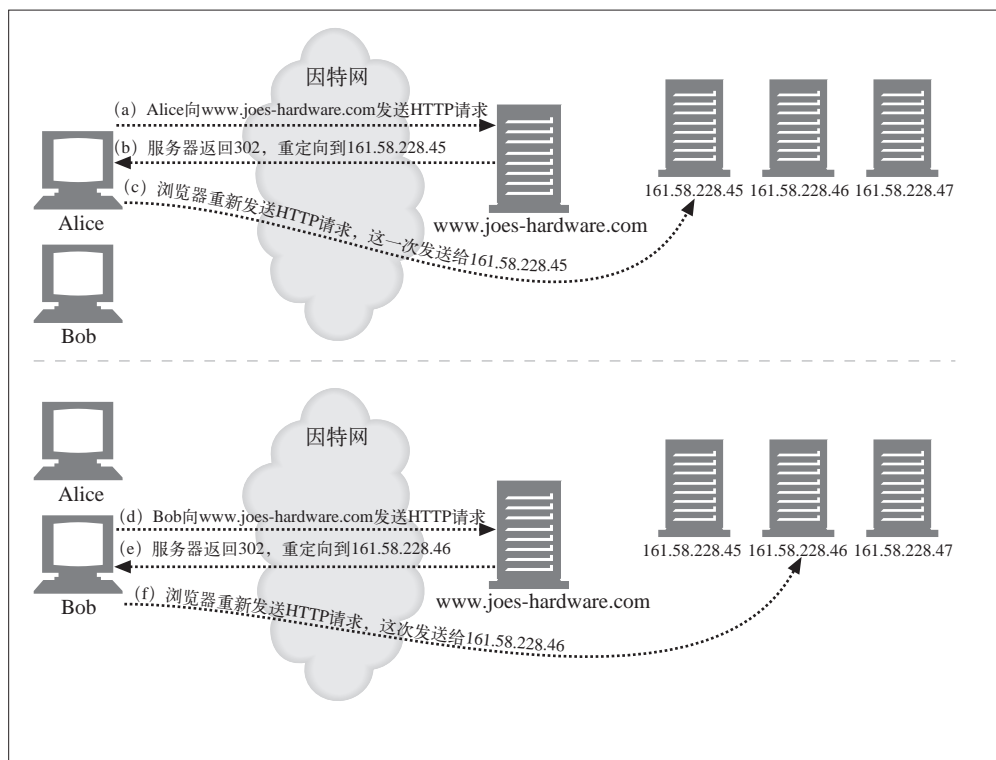 因特网
(a) Alice向www.joes-hardware.com发送HTTP请求
(b) 服务器返回302，重定向到161.58.228.45
(c) 浏览器重新发送HTTP请求，这一次发送给161.58.228.45
Alice
www.joes-hardware.com
161.58.228.45
161.58.228.46
161.58.228.47
Bob
因特网
Alice
(d) Bob向www.joes-hardware.com发送HTTP请求
(e) 服务器返回302，重定向到161.58.228.46
161.58.228.45
161.58.228.46
161.58.228.47
Bob
(f) 浏览器重新发送HTTP请求，这次发送给161.58.228.46
www.joes-hardware.com